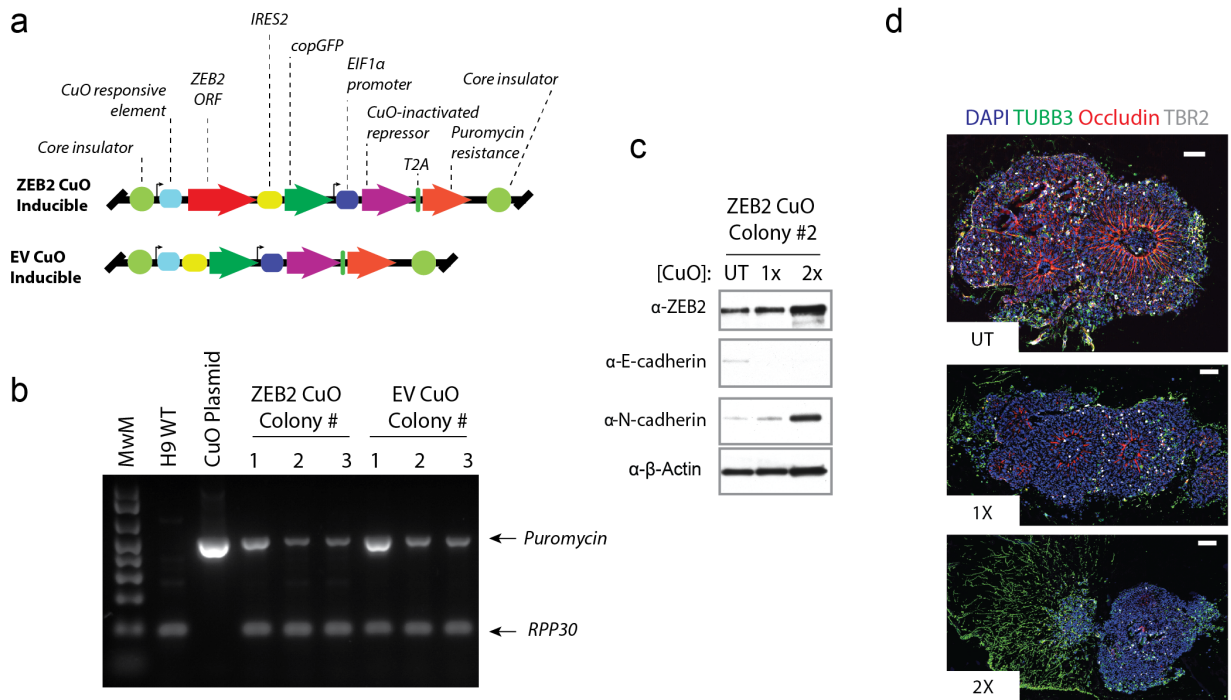 a
IRES2
copGFP
CuO responsive
element
ZEB2
ORF
EIF1α
promoter
Core insulator
CuO-inactivated
repressor
Puromycin
resistance
T2A
Core insulator
ZEB2 CuO
Inducible
EV CuO
Inducible
b
MwM
H9 WT
CuO Plasmid
ZEB2 CuO
Colony #
EV CuO
Colony #
1 2 3 1 2 3
Puromycin
RPP30
c
ZEB2 CuO
Colony #2
[CuO]: UT 1x 2x
α-ZEB2
α-E-cadherin
α-N-cadherin
α-β-Actin
d
DAPI TUBB3 Occludin TBR2
UT
1X
2X